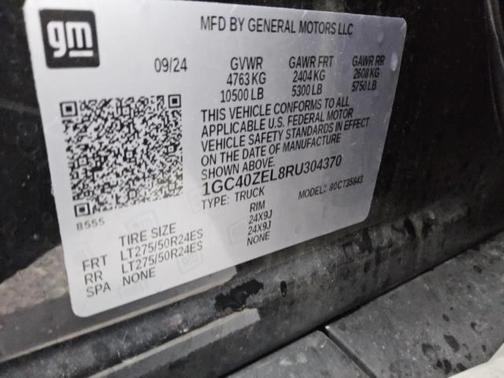 gm
MFD BY GENERAL MOTORS LLC
09/24 GVWR GAWR FRT GAWR RR
4763 KG 2404 KG 2608 KG
10500 LB 5300 LB 5750 LB
THIS VEHICLE CONFORMS TO ALL
APPLICABLE U.S. FEDERAL MOTOR
VEHICLE SAFETY STANDARDS IN EFFECT
ON THE DATE OF MANUFACTURE
SHOWN ABOVE.
1GC40ZEL8RU304370
TYPE: TRUCK MODEL:
8555
TIRE SIZE RIM
FRT LT275/50R24ES 24X9J
RR LT275/50R24ES 24X9J
SPA NONE NONE